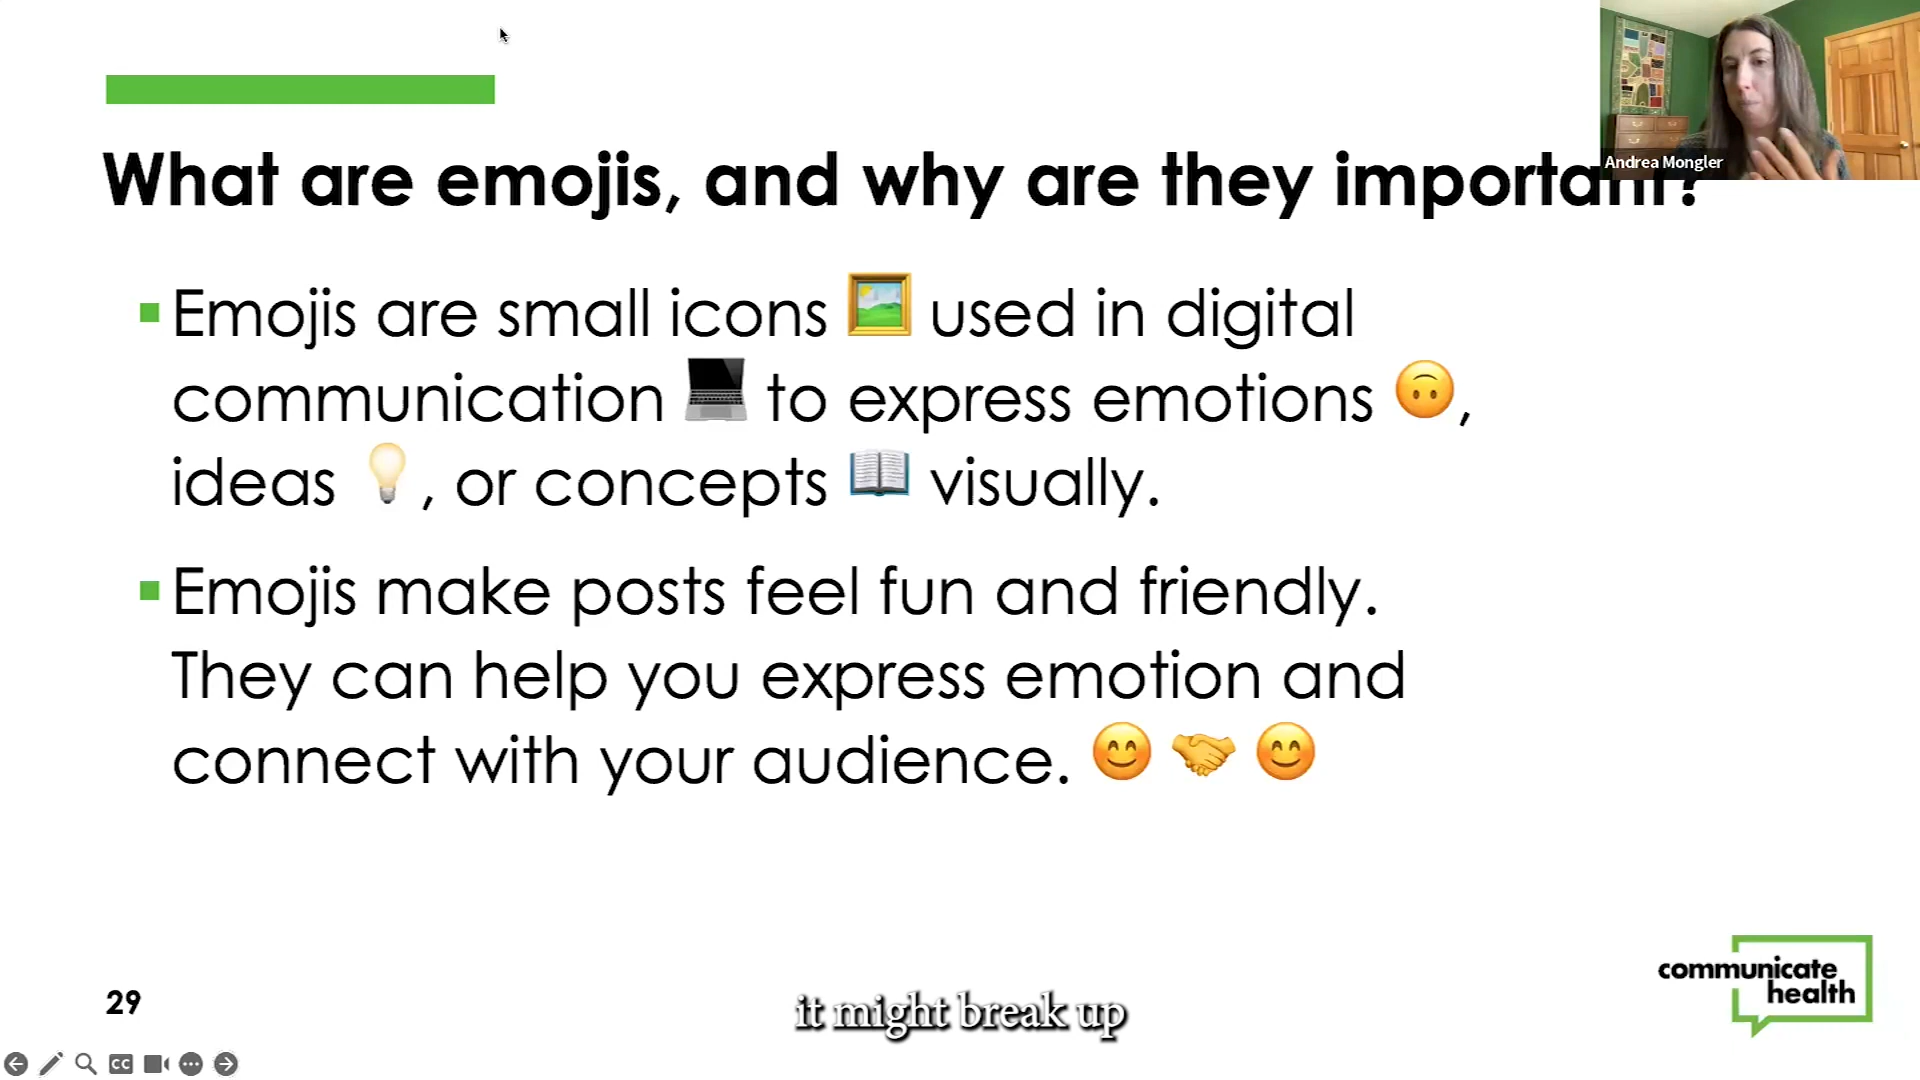 Andrea Mongler
What are emojis, and why are they important?
Emojis are small icons 🖼️ used in digital
communication 💻 to express emotions 🙃,
ideas 💡, or concepts 📖 visually.
Emojis make posts feel fun and friendly.
They can help you express emotion and
connect with your audience. 😊 🤝 😊
communicate
health
29
it might break up
CC